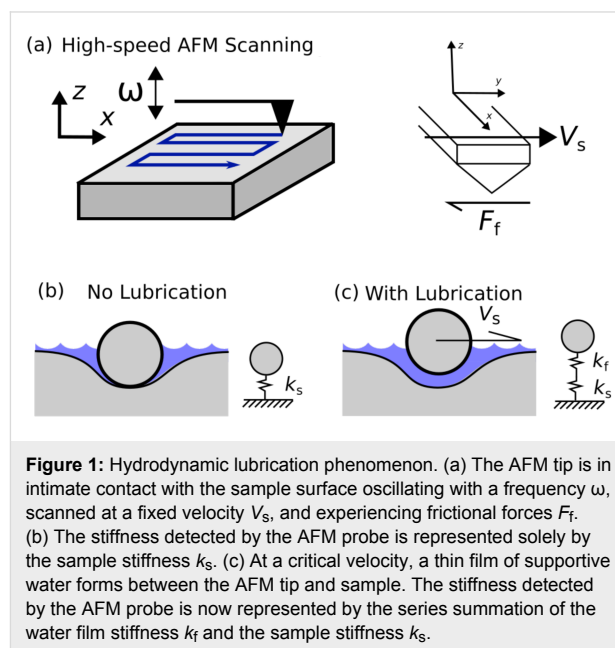 (a) High-speed AFM Scanning
z
ω
z
x
y
x
Vs
Ff
(b) No Lubrication
(c) With Lubrication
Vs
ks
kf
ks
Figure 1: Hydrodynamic lubrication phenomenon. (a) The AFM tip is in
intimate contact with the sample surface oscillating with a frequency ω,
scanned at a fixed velocity Vs, and experiencing frictional forces Ff.
(b) The stiffness detected by the AFM probe is represented solely by
the sample stiffness ks. (c) At a critical velocity, a thin film of supportive
water forms between the AFM tip and sample. The stiffness detected
by the AFM probe is now represented by the series summation of the
water film stiffness kf and the sample stiffness ks.